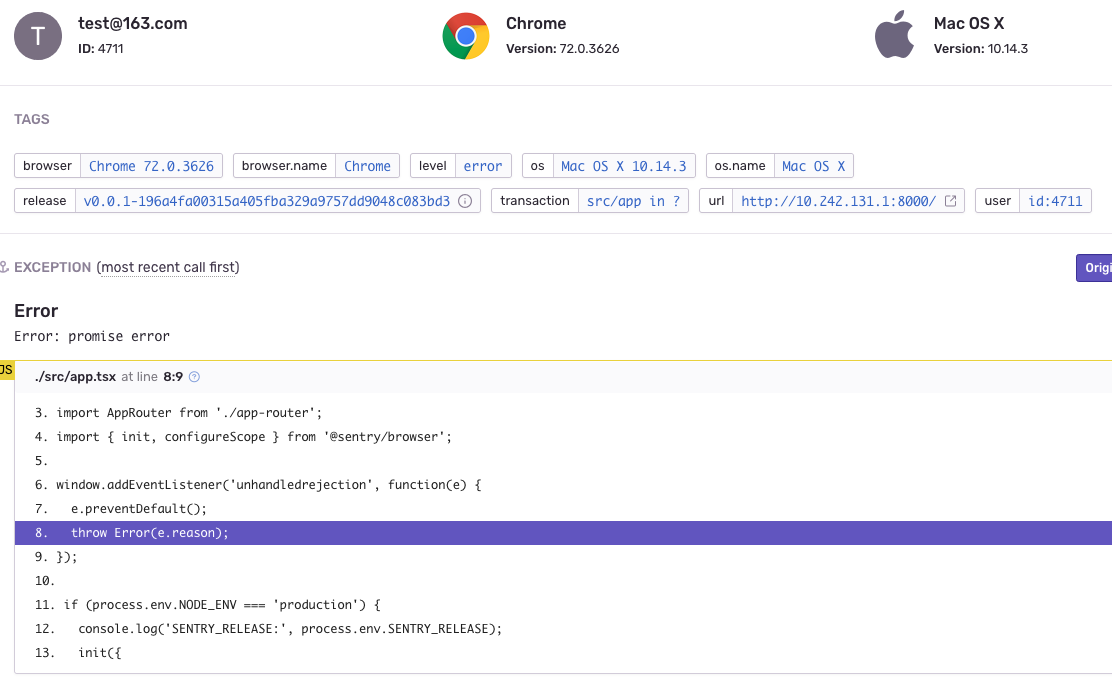 T test@163.com Chrome Mac OS X
ID: 4711 Version: 72.0.3626 Version: 10.14.3
TAGS
browser Chrome 72.0.3626 browser.name Chrome level error os Mac OS X 10.14.3 os.name Mac OS X
release v0.0.1-196a4fa00315a405fba329a9757dd9048c083bd3 transaction src/app in ? url http://10.242.131.1:8000/ user id:4711
EXCEPTION (most recent call first) Origi
Error
Error: promise error
JS ./src/app.tsx at line 8:9 ?
3. import AppRouter from './app-router';
4. import { init, configureScope } from '@sentry/browser';
5.
6. window.addEventListener('unhandledrejection', function(e) {
7. e.preventDefault();
8. throw Error(e.reason);
9. });
10.
11. if (process.env.NODE_ENV === 'production') {
12. console.log('SENTRY_RELEASE:', process.env.SENTRY_RELEASE);
13. init({